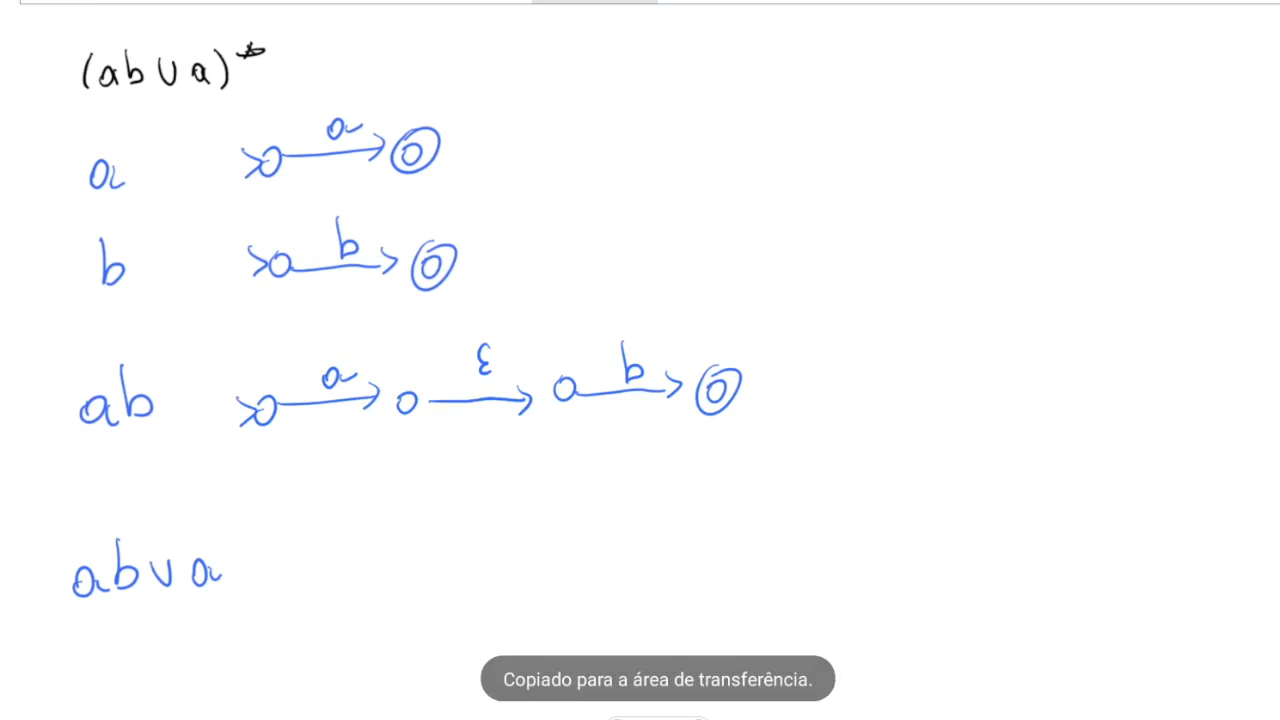 (ab ∪ a)*
a a
b b
ab a ε b
ab ∪ a
Copiado para a área de transferência.